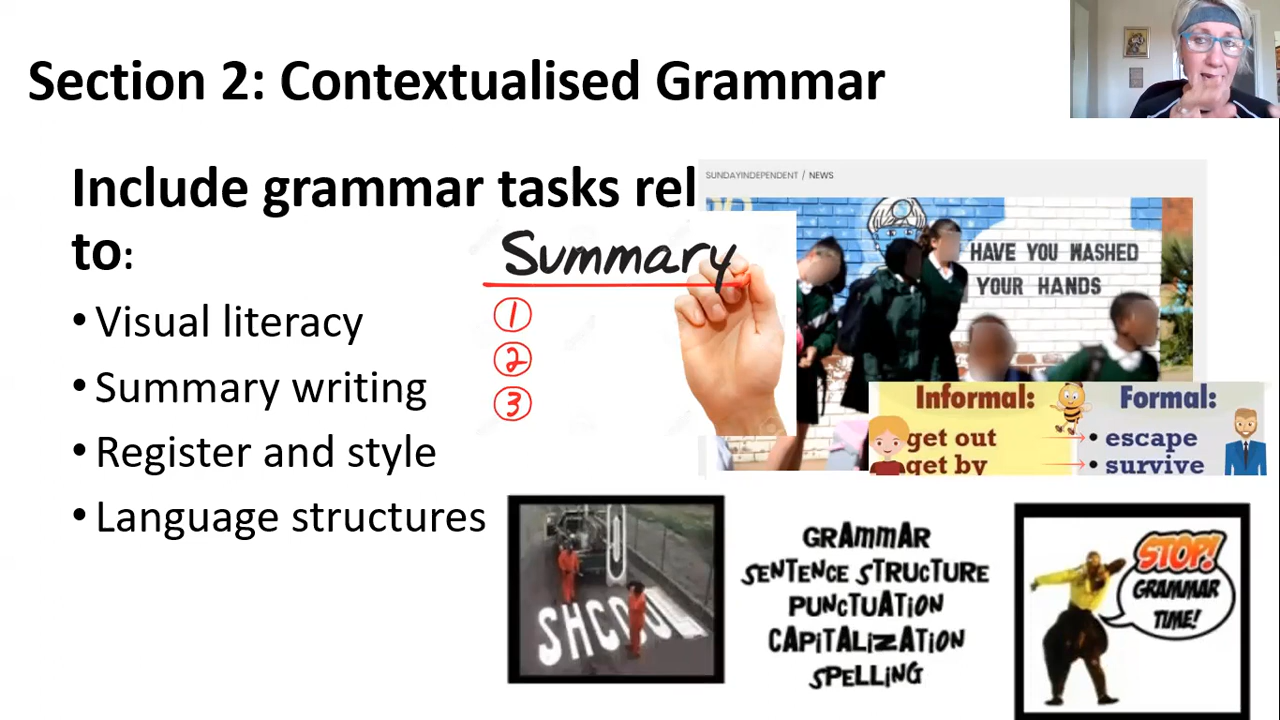 Section 2: Contextualised Grammar
Include grammar tasks rel
to:
• Visual literacy
• Summary writing
• Register and style
• Language structures
SUNDAYINDEPENDENT / NEWS
HAVE YOU WASHED
YOUR HANDS
Summary
1
2
3
Informal:
get out
get by
Formal:
• escape
• survive
SHCOOL
GRAMMAR
SENTENCE STRUCTURE
PUNCTUATION
CAPITALIZATION
SPELLING
STOP!
GRAMMAR
TIME!